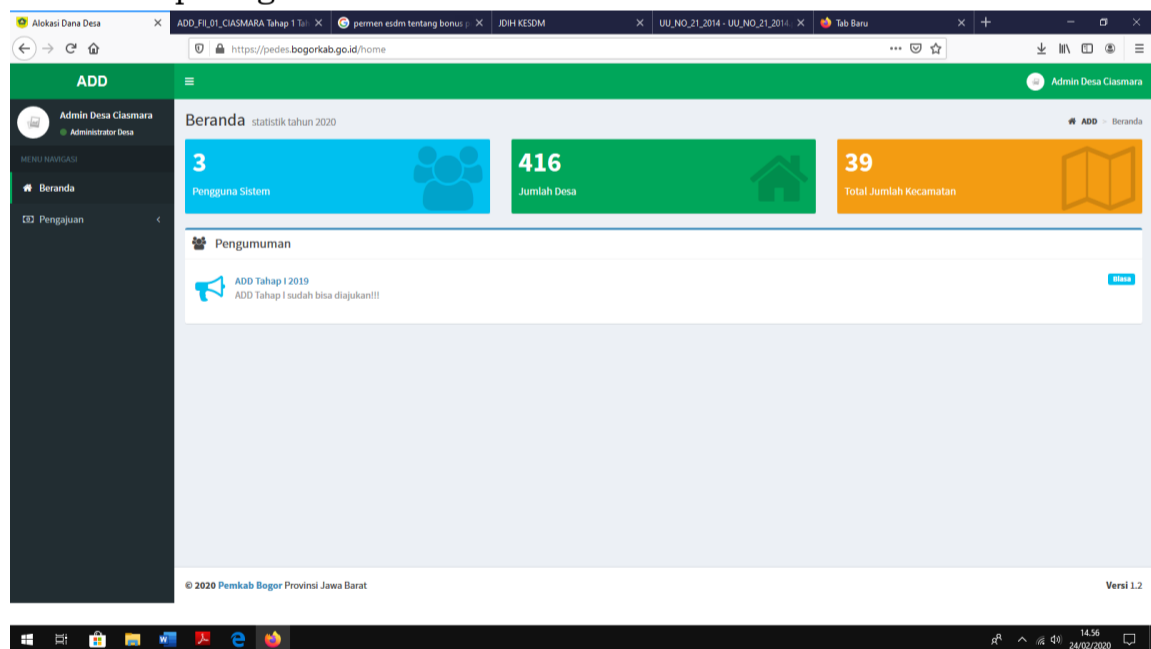 Alokasi Dana Desa
ADD_FII_01_CIASMARA Tahap 1 Tah
permen esdm tentang bonus p
JDIH KESDM
UU_NO_21_2014 - UU_NO_21_2014.
Tab Baru
https://pedes.bogorkab.go.id/home
ADD
Admin Desa Ciasmara
Admin Desa Ciasmara
Administrator Desa
Beranda statistik tahun 2020
ADD > Beranda
MENU NAVIGASI
Beranda
Pengajuan
3
Pengguna Sistem
416
Jumlah Desa
39
Total Jumlah Kecamatan
Pengumuman
ADD Tahap I 2019
Biasa
ADD Tahap I sudah bisa diajukan!!!
© 2020 Pemkab Bogor Provinsi Jawa Barat
Versi 1.2
14.56
24/02/2020